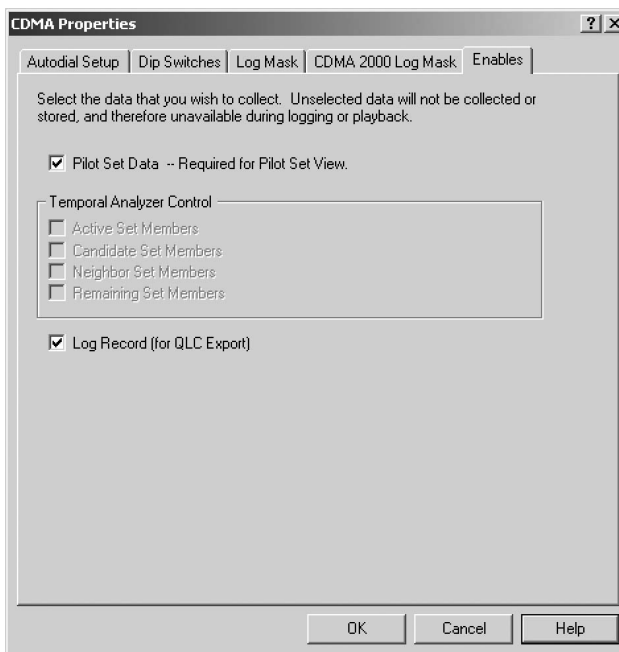 CDMA Properties
Autodial Setup Dip Switches Log Mask CDMA 2000 Log Mask Enables
Select the data that you wish to collect. Unselected data will not be collected or
stored, and therefore unavailable during logging or playback.
Pilot Set Data -- Required for Pilot Set View.
Temporal Analyzer Control
Active Set Members
Candidate Set Members
Neighbor Set Members
Remaining Set Members
Log Record (for QLC Export)
OK Cancel Help